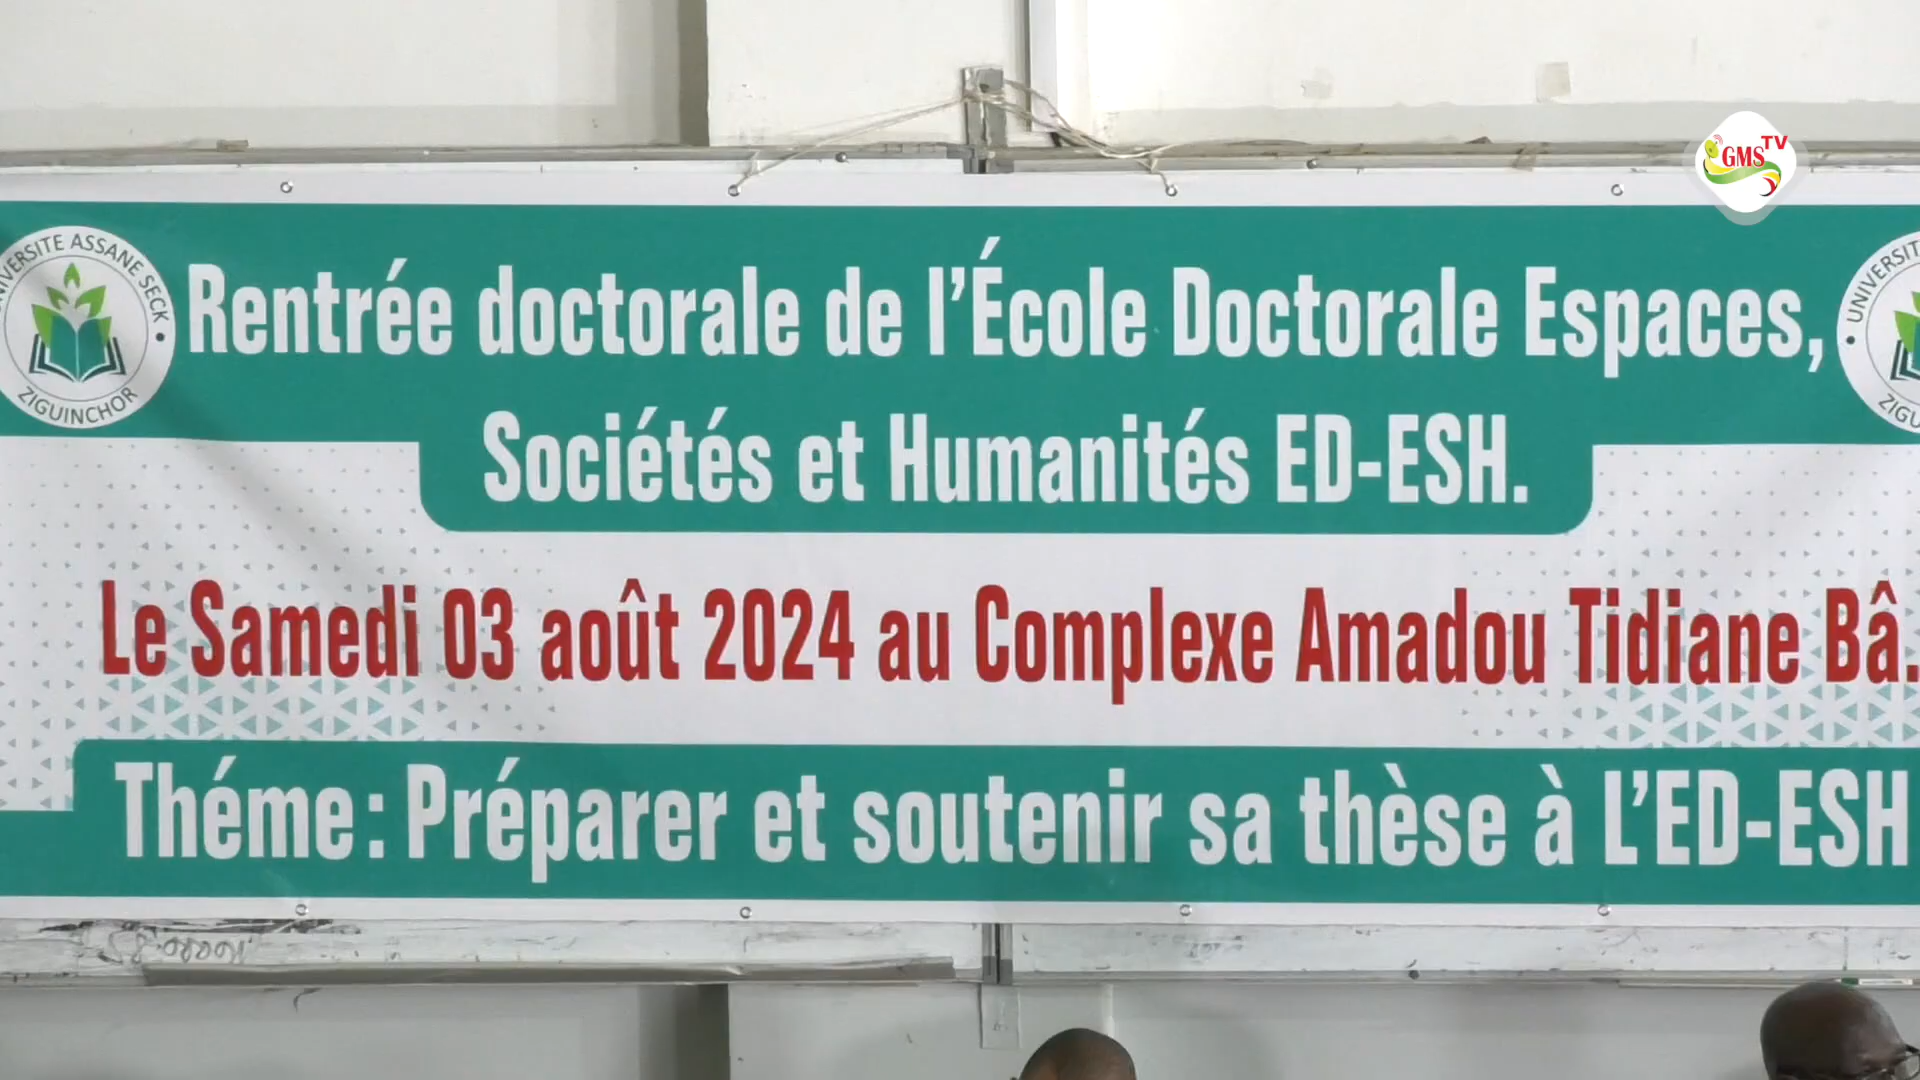 GMS TV
UNIVERSITE ASSANE SECK • ZIGUINCHOR
Rentrée doctorale de l'École Doctorale Espaces,
Sociétés et Humanités ED-ESH.
Le Samedi 03 août 2024 au Complexe Amadou Tidiane Bâ.
Théme : Préparer et soutenir sa thèse à L'ED-ESH